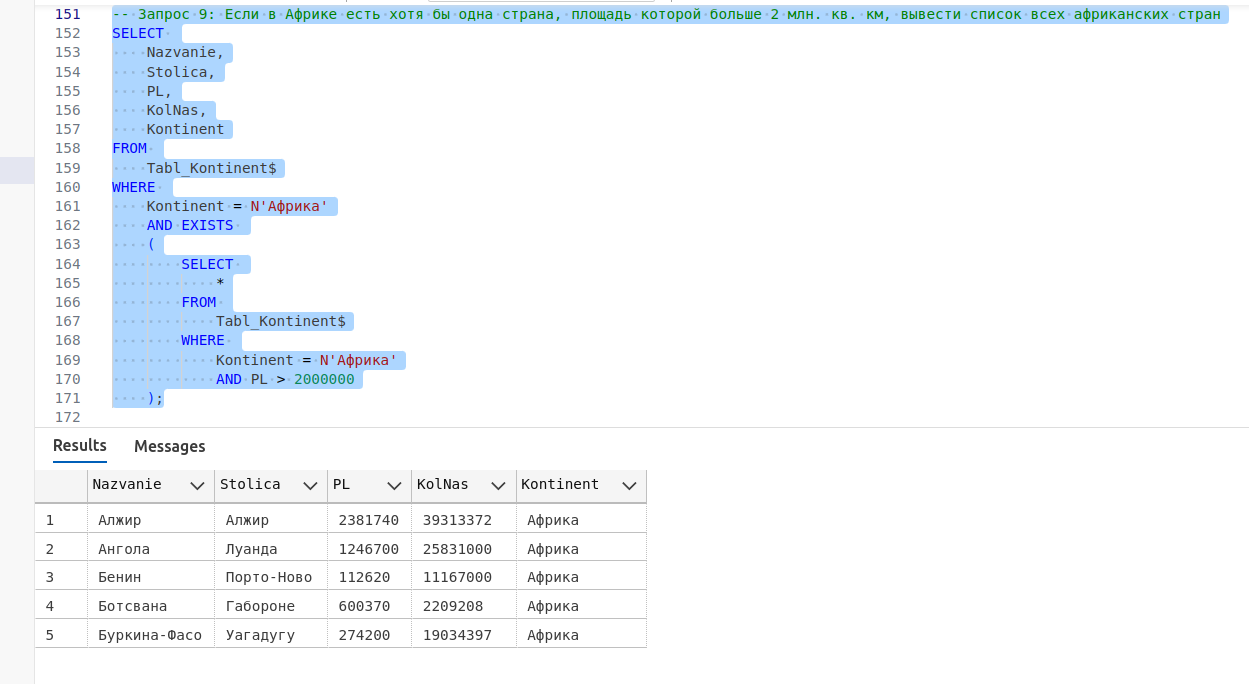 151 -- Запрос 9: Если в Африке есть хотя бы одна страна, площадь которой больше 2 млн. кв. км, вывести список всех африканских стран
152 SELECT
153 Nazvanie,
154 Stolica,
155 PL,
156 KolNas,
157 Kontinent
158 FROM
159 Tabl_Kontinent$
160 WHERE
161 Kontinent = N'Африка'
162 AND EXISTS
163 (
164 SELECT
165 *
166 FROM
167 Tabl_Kontinent$
168 WHERE
169 Kontinent = N'Африка'
170 AND PL > 2000000
171 );
172
Results Messages
Nazvanie Stolica PL KolNas Kontinent
1 Алжир Алжир 2381740 39313372 Африка
2 Ангола Луанда 1246700 25831000 Африка
3 Бенин Порто-Ново 112620 11167000 Африка
4 Ботсвана Габороне 600370 2209208 Африка
5 Буркина-Фасо Уагадугу 274200 19034397 Африка